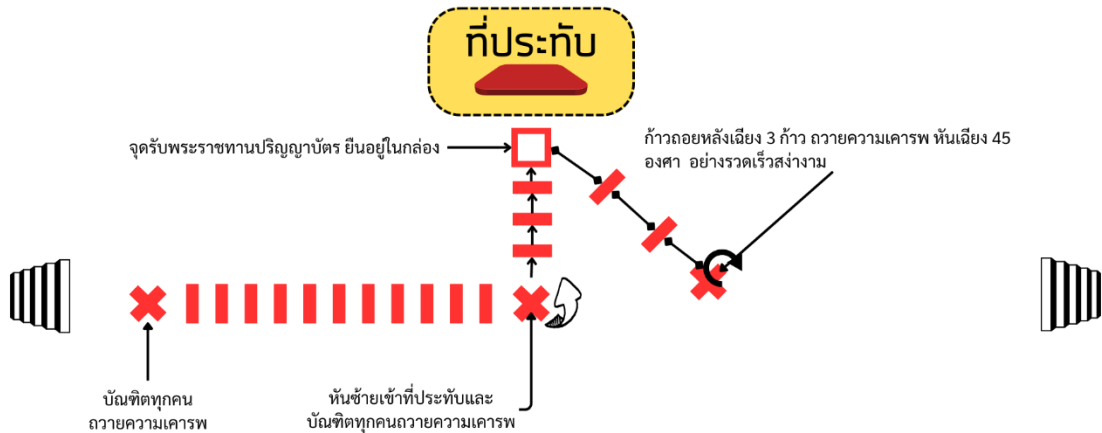 ที่ประทับ
จุดรับพระราชทานปริญญาบัตร ยืนอยู่ในกล่อง
ก้าวถอยหลังเฉียง 3 ก้าว ถวายความเคารพ หันเฉียง 45
องศา อย่างรวดเร็วสง่างาม
บัณฑิตทุกคน
ถวายความเคารพ
หันซ้ายเข้าที่ประทับและ
บัณฑิตทุกคนถวายความเคารพ